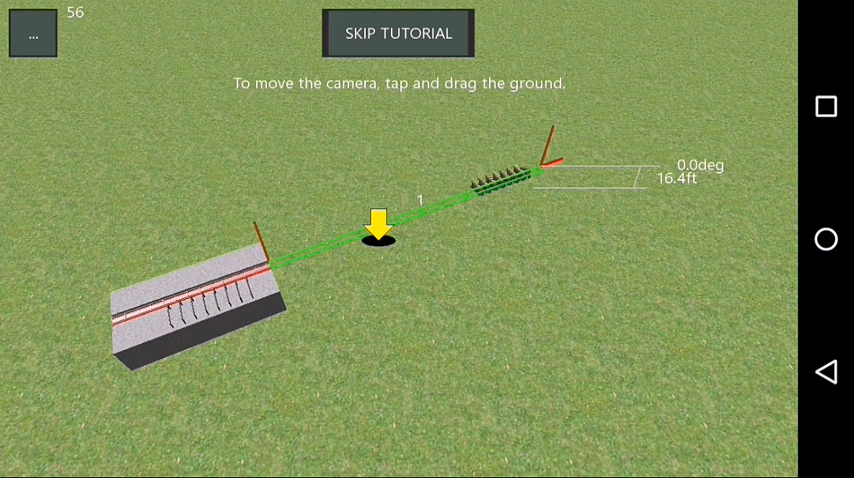 ...
56
SKIP TUTORIAL
To move the camera, tap and drag the ground.
1
0.0deg
16.4ft